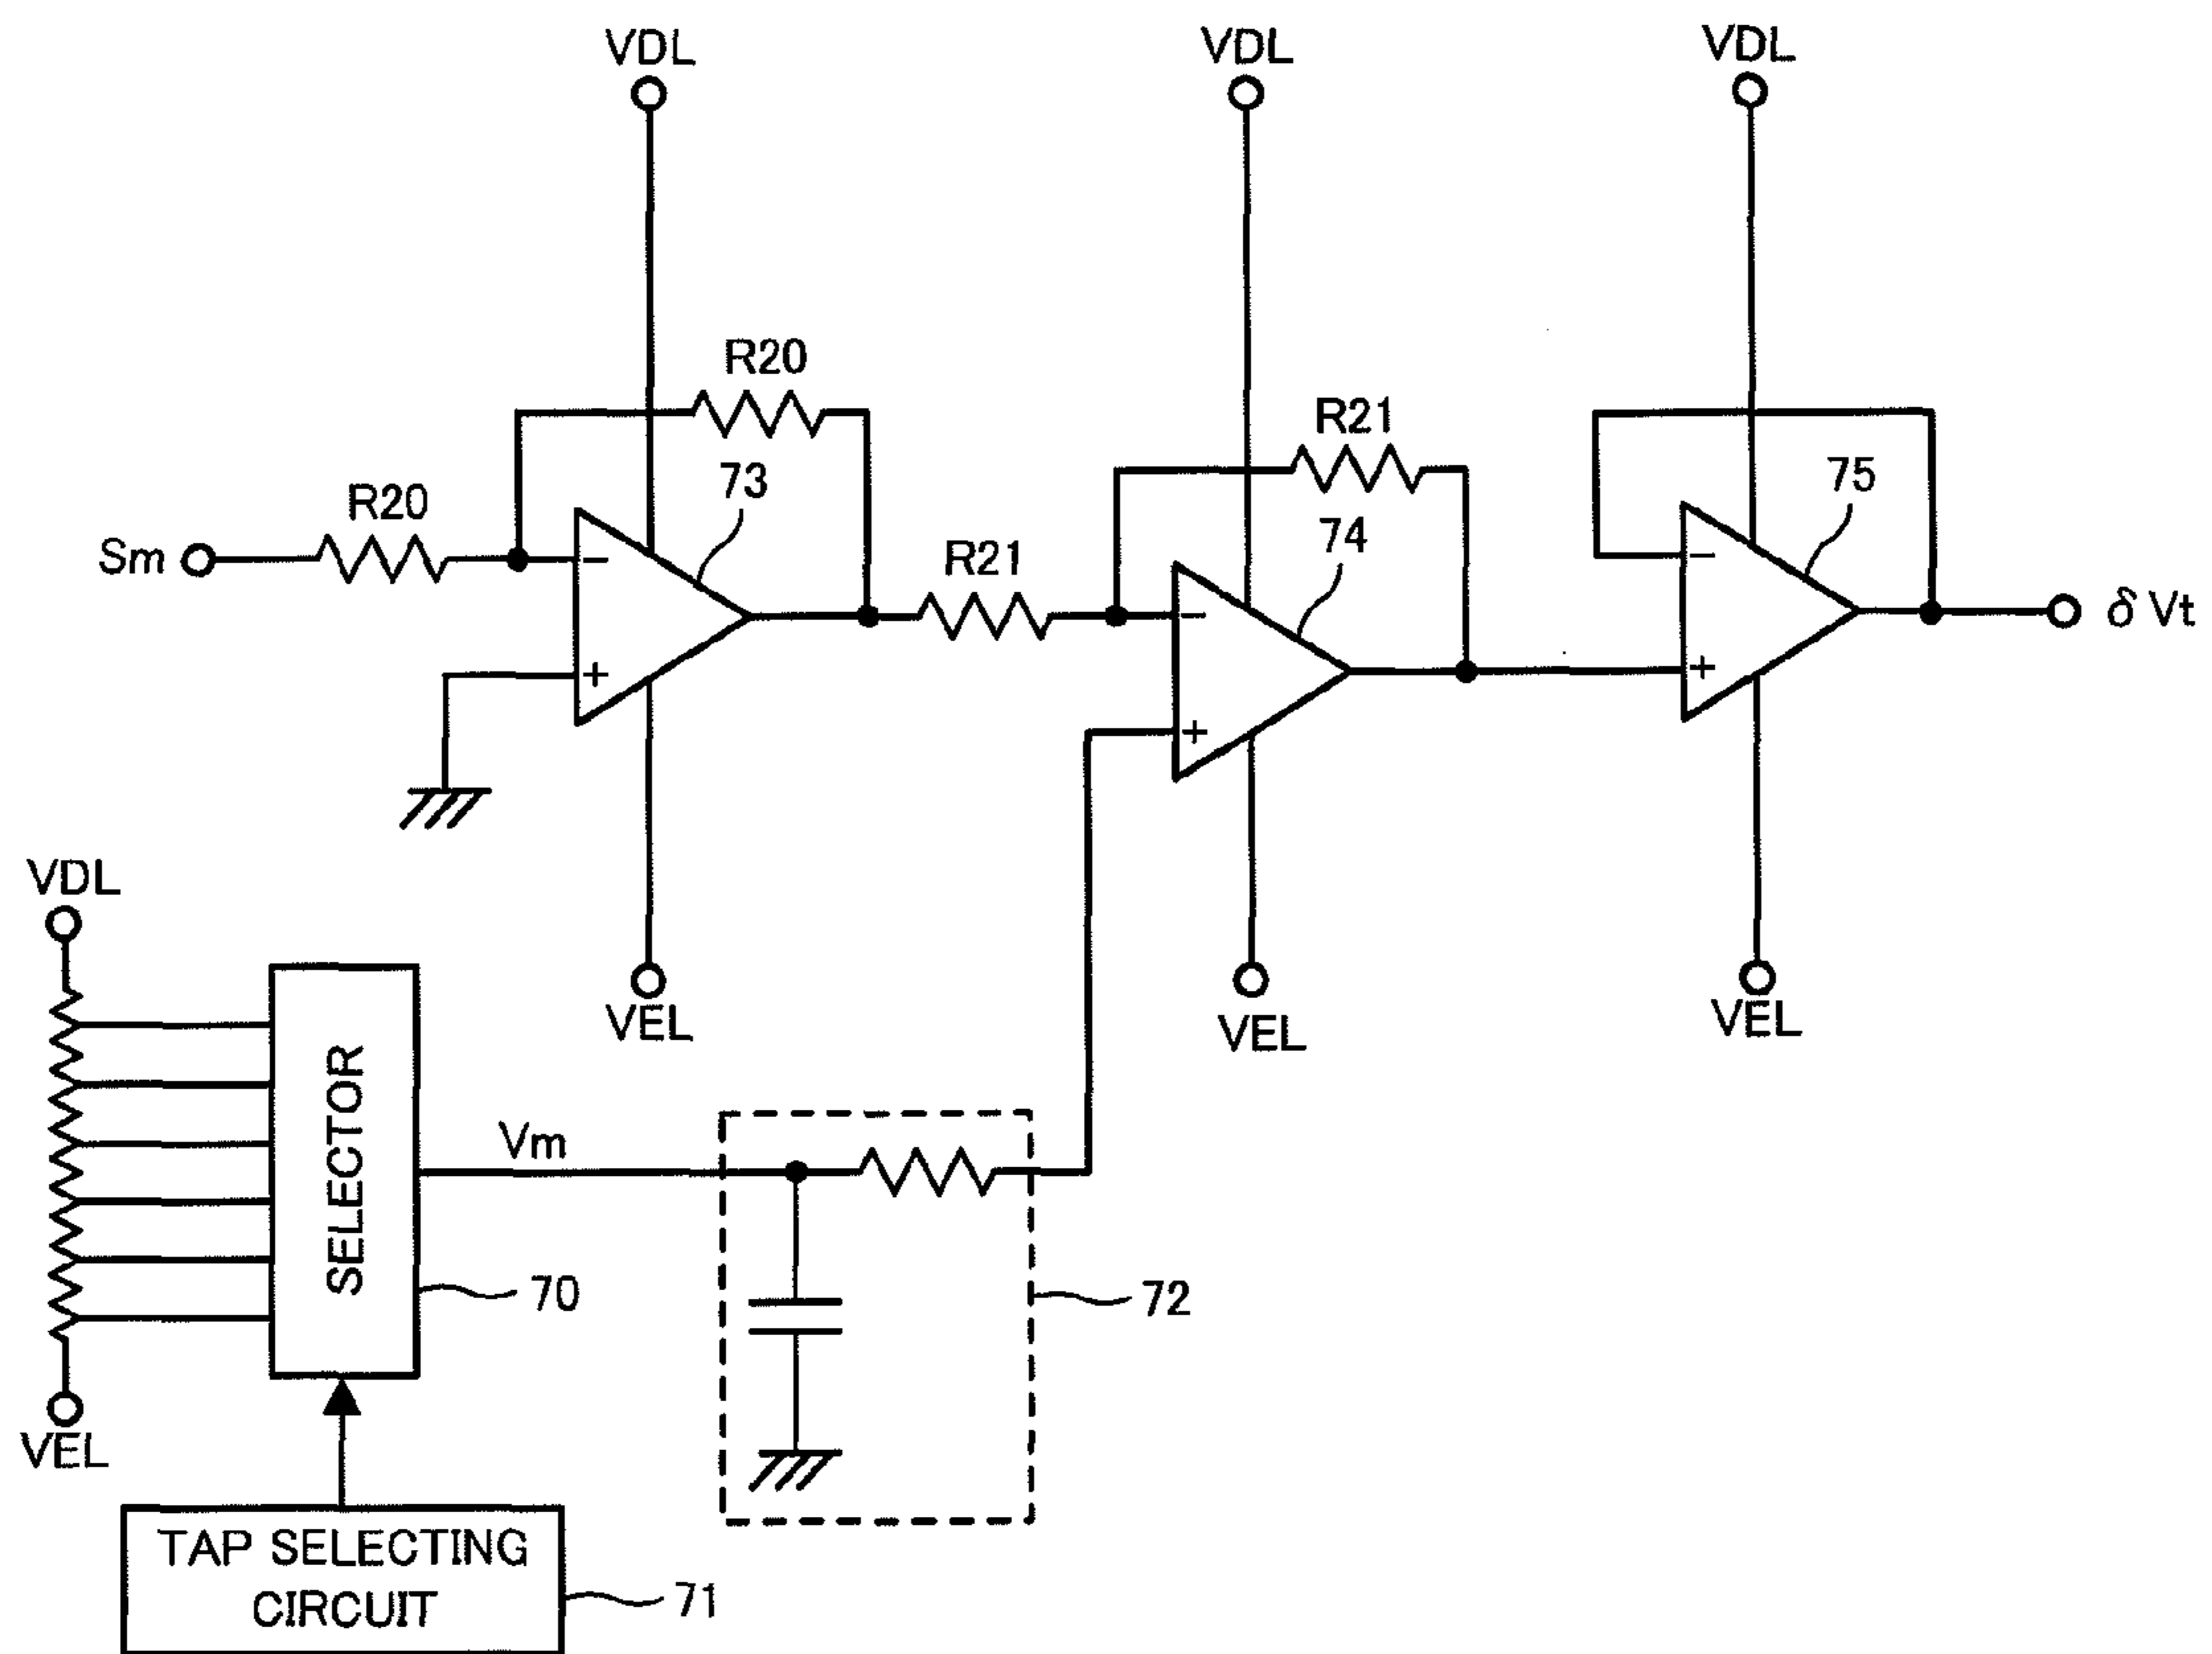 VDL
VDL
VDL
R20
R21
73
75
R20
74
Sm
R21
δVt
−
+
−
+
−
+
VDL
VEL
VEL
VEL
SELECTOR
Vm
70
72
VEL
TAP SELECTING
CIRCUIT
71